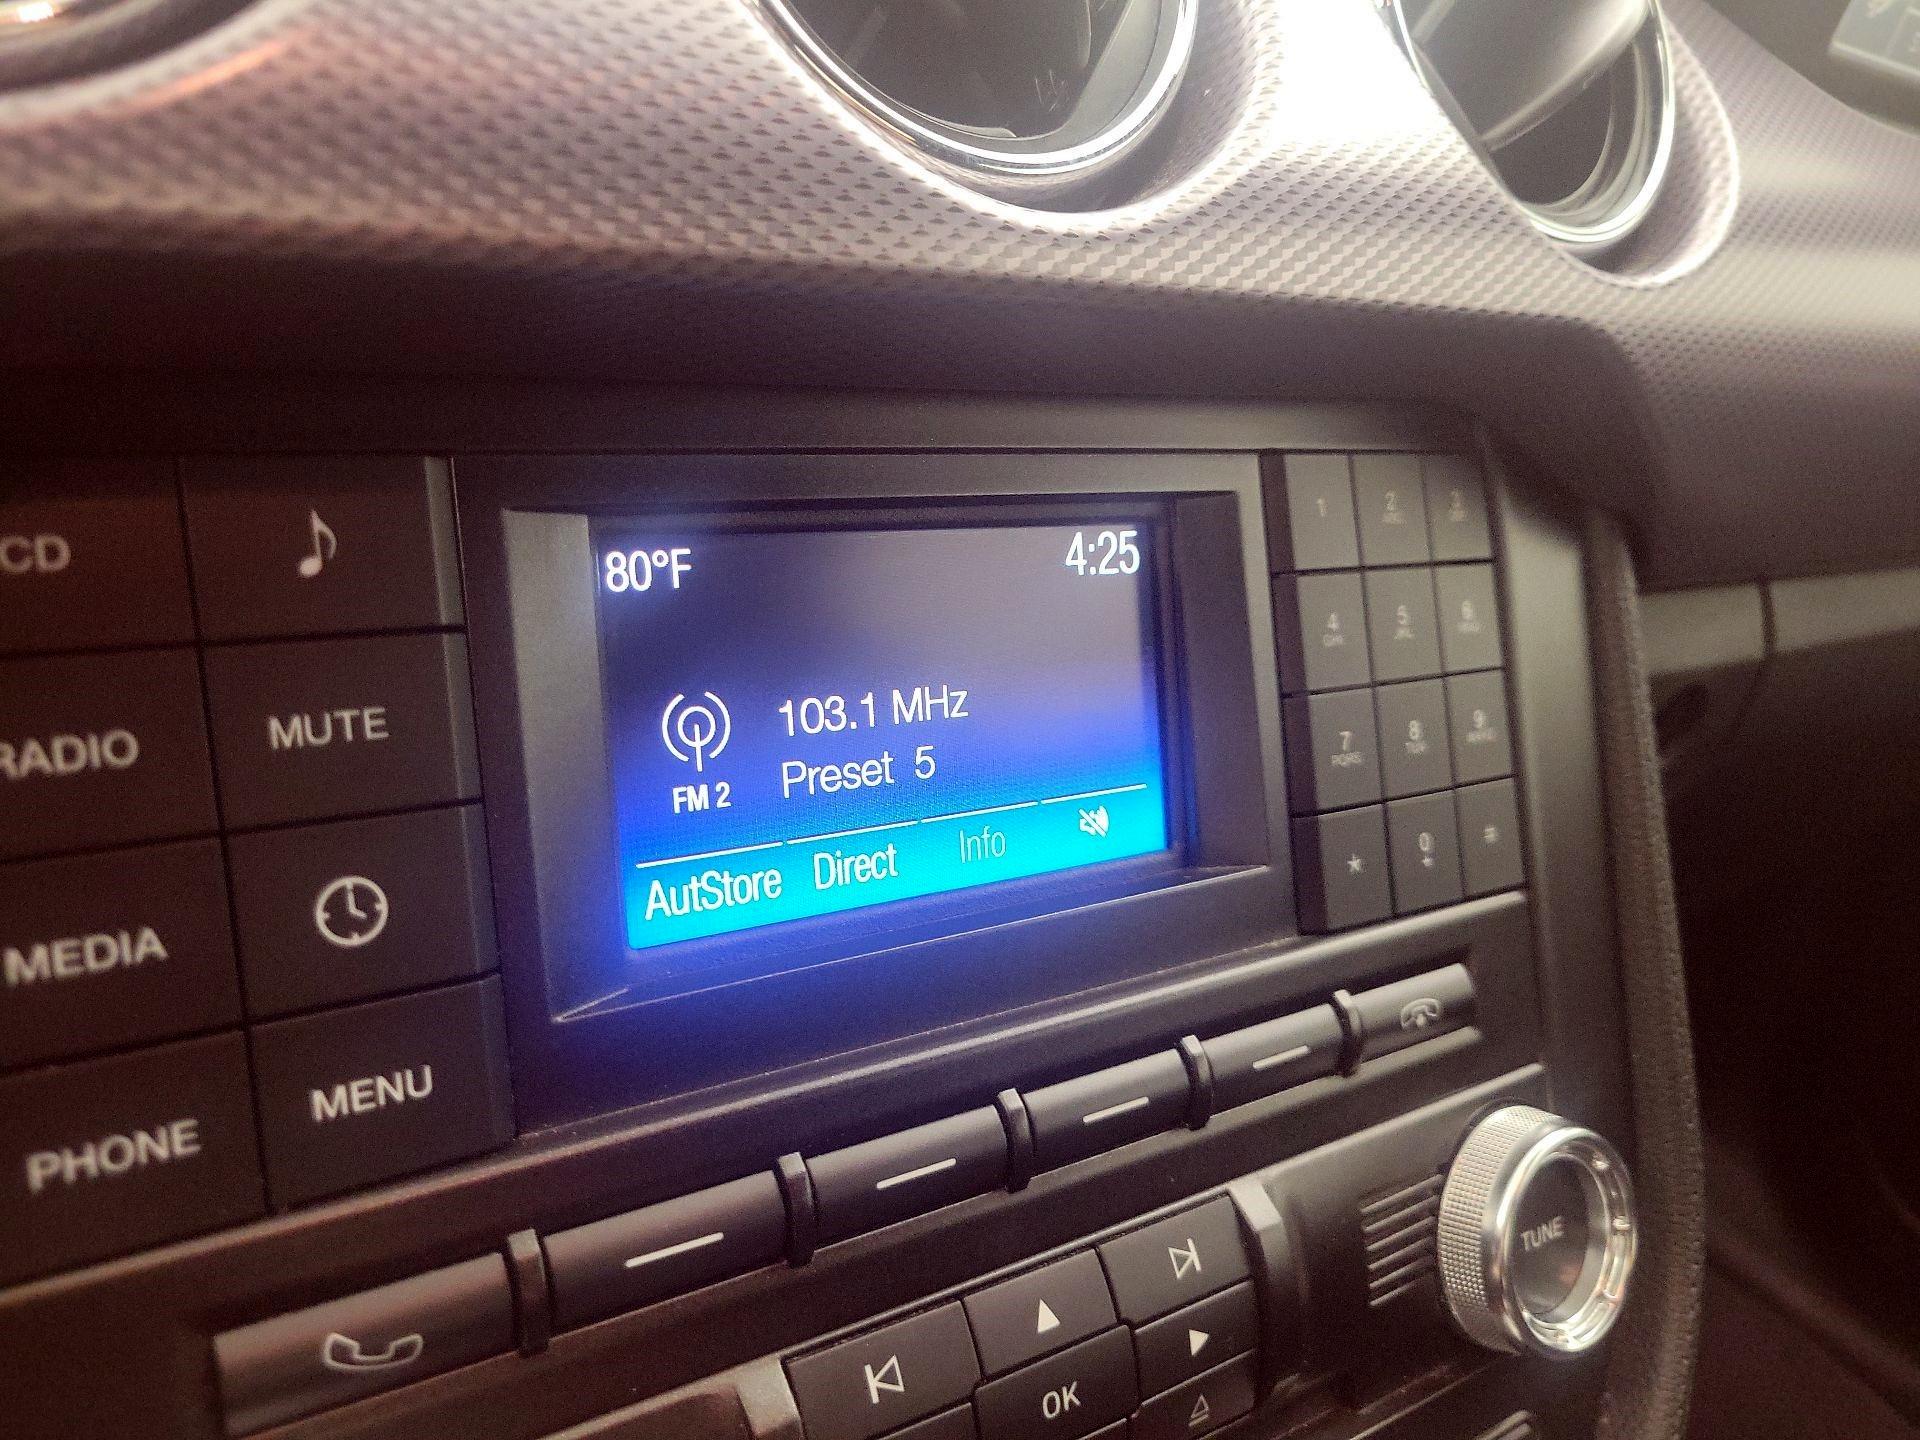 80°F
4:25
103.1 MHz
Preset 5
FM 2
AutStore
Direct
Info
CD
RADIO
MUTE
MEDIA
PHONE
MENU
1
2
3
4
5
6
7
8
9
*
0
+
OK
TUNE